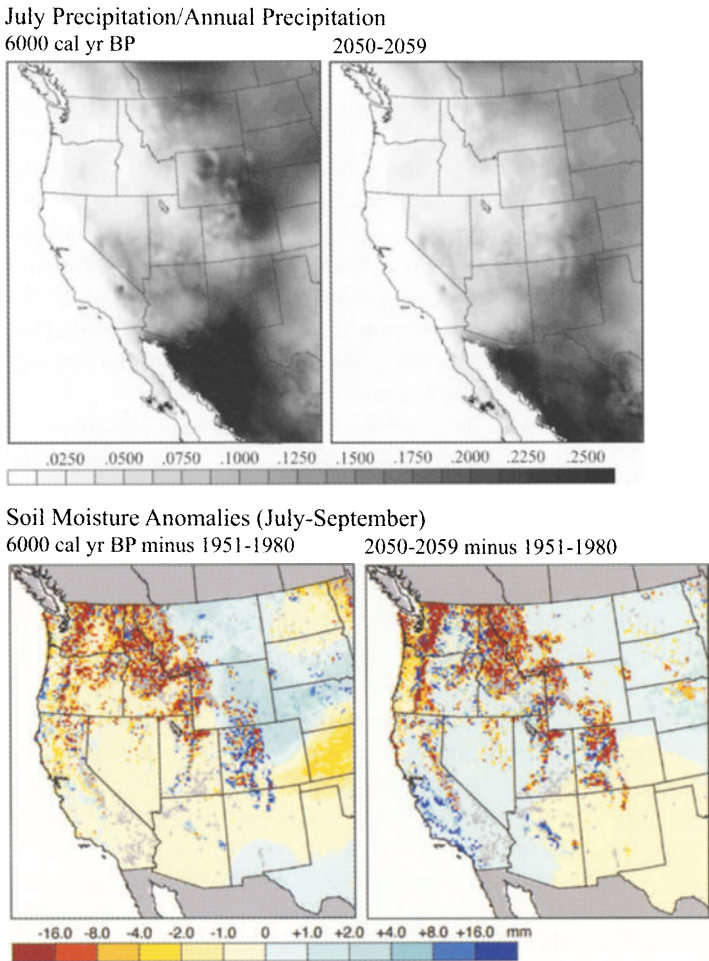 July Precipitation/Annual Precipitation
6000 cal yr BP
2050-2059
.0250 .0500 .0750 .1000 .1250 .1500 .1750 .2000 .2250 .2500
Soil Moisture Anomalies (July-September)
6000 cal yr BP minus 1951-1980
2050-2059 minus 1951-1980
-16.0 -8.0 -4.0 -2.0 -1.0 0 +1.0 +2.0 +4.0 +8.0 +16.0 mm